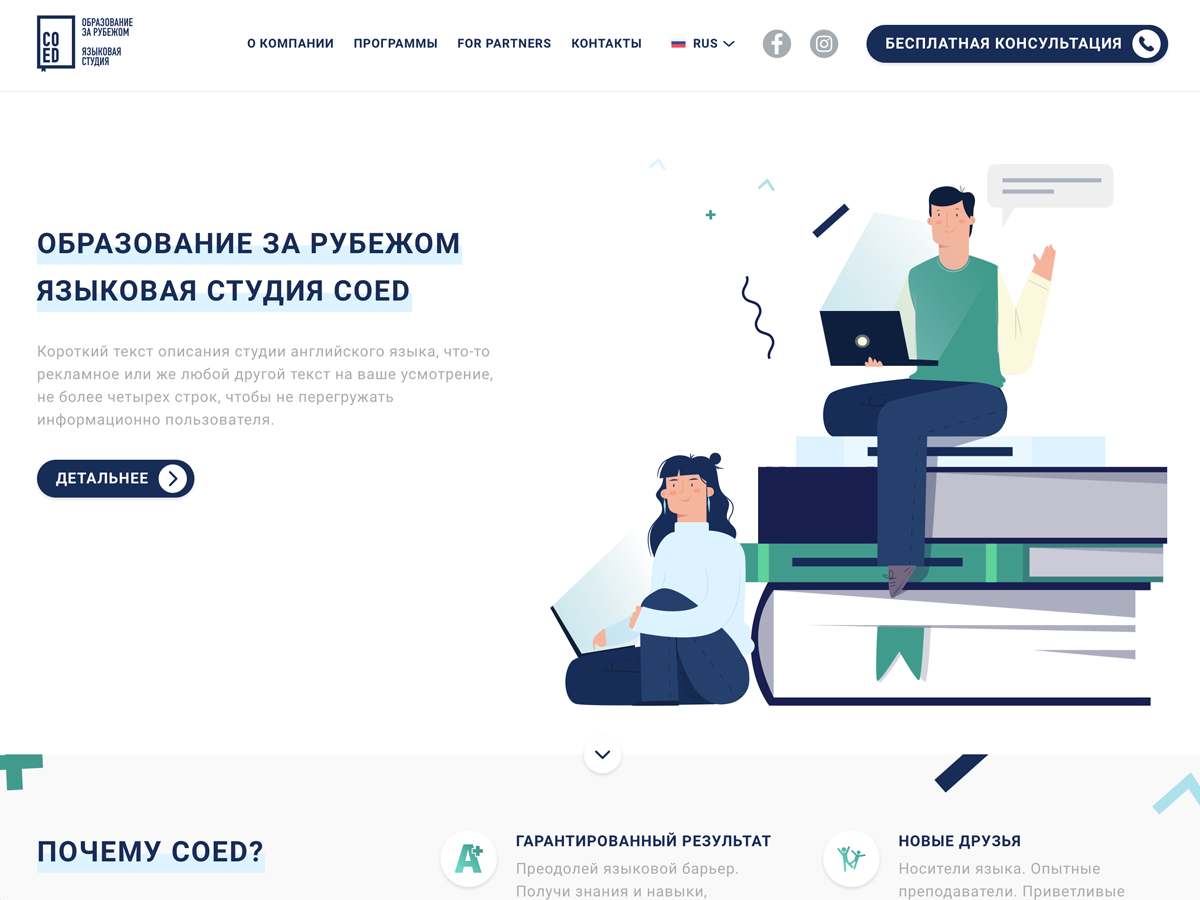 CO
ED
ОБРАЗОВАНИЕ
ЗА РУБЕЖОМ
ЯЗЫКОВАЯ
СТУДИЯ
О КОМПАНИИ
ПРОГРАММЫ
FOR PARTNERS
КОНТАКТЫ
RUS
БЕСПЛАТНАЯ КОНСУЛЬТАЦИЯ
ОБРАЗОВАНИЕ ЗА РУБЕЖОМ
ЯЗЫКОВАЯ СТУДИЯ COED
Короткий текст описания студии английского языка, что-то
рекламное или же любой другой текст на ваше усмотрение,
не более четырех строк, чтобы не перегружать
информационно пользователя.
ДЕТАЛЬНЕЕ
ПОЧЕМУ COED?
A+
ГАРАНТИРОВАННЫЙ РЕЗУЛЬТАТ
Преодолей языковой барьер.
Получи знания и навыки,
НОВЫЕ ДРУЗЬЯ
Носители языка. Опытные
преподаватели. Приветливые